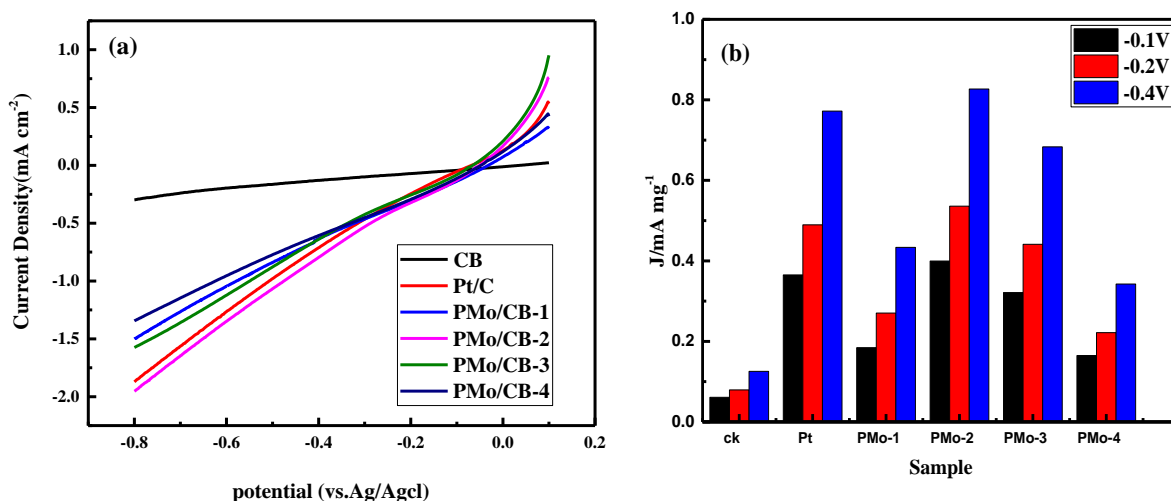 (a)
Current Density(mA cm-2)
1.0
0.5
0.0
-0.5
-1.0
-1.5
-2.0
CB
Pt/C
PMo/CB-1
PMo/CB-2
PMo/CB-3
PMo/CB-4
-0.8 -0.6 -0.4 -0.2 0.0 0.2
potential (vs.Ag/Agcl)
(b)
J/mA mg-1
1.0
0.8
0.6
0.4
0.2
0.0
-0.1V
-0.2V
-0.4V
ck Pt PMo-1 PMo-2 PMo-3 PMo-4
Sample